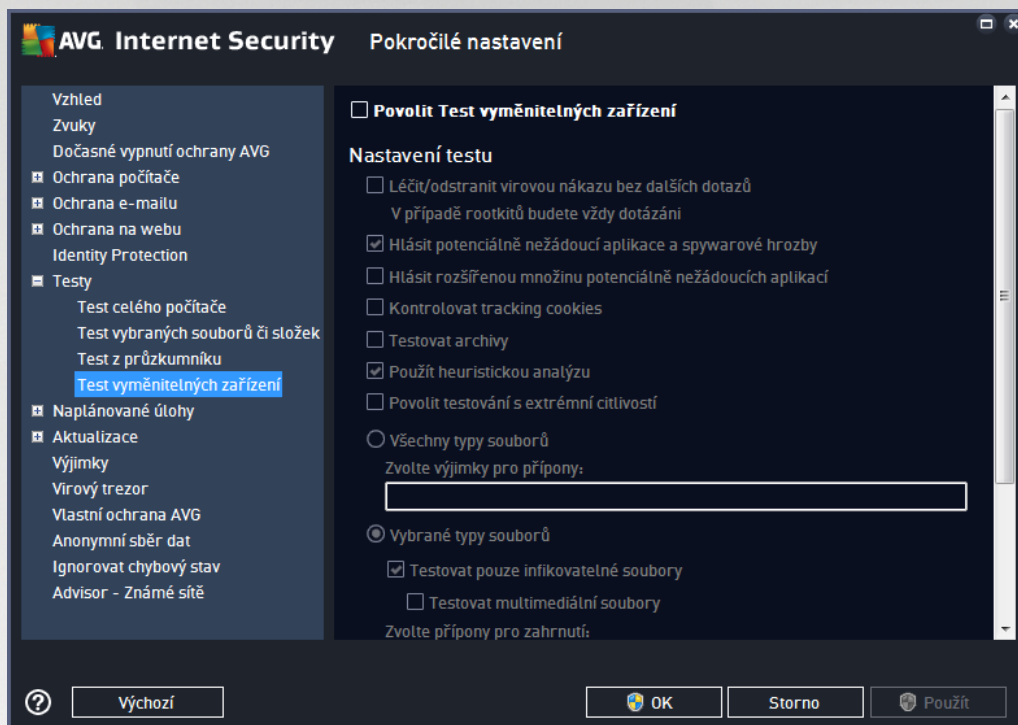 AVG. Internet Security Pokročilé nastavení
Vzhled
Zvuky
Dočasné vypnutí ochrany AVG
Ochrana počítače
Ochrana e-mailu
Ochrana na webu
Identity Protection
Testy
Test celého počítače
Test vybraných souborů či složek
Test z průzkumníku
Test vyměnitelných zařízení
Naplánované úlohy
Aktualizace
Výjimky
Virový trezor
Vlastní ochrana AVG
Anonymní sběr dat
Ignorovat chybový stav
Advisor - Známé sítě
Povolit Test vyměnitelných zařízení
Nastavení testu
Léčit/odstranit virovou nákazu bez dalších dotazů
V případě rootkitů budete vždy dotázáni
Hlásit potenciálně nežádoucí aplikace a spywarové hrozby
Hlásit rozšířenou množinu potenciálně nežádoucích aplikací
Kontrolovat tracking cookies
Testovat archivy
Použít heuristickou analýzu
Povolit testování s extrémní citlivostí
Všechny typy souborů
Zvolte výjimky pro přípony:
Vybrané typy souborů
Testovat pouze infikovatelné soubory
Testovat multimediální soubory
Zvolte přípony pro zahrnutí:
Výchozí
OK
Storno
Použít